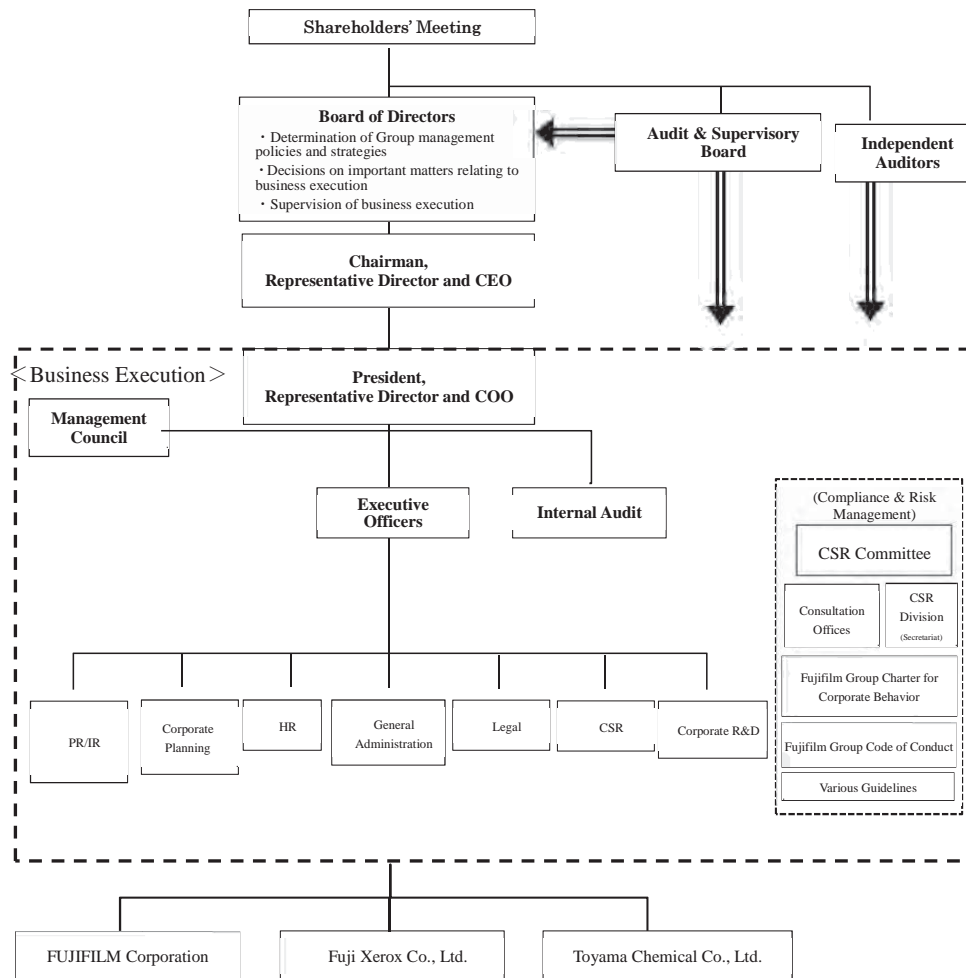 Shareholders' Meeting
Board of Directors
・Determination of Group management
policies and strategies
・Decisions on important matters relating to
business execution
・Supervision of business execution
Audit & Supervisory
Board
Independent
Auditors
Chairman,
Representative Director and CEO
＜Business Execution＞
President,
Representative Director and COO
Management
Council
Executive
Officers
Internal Audit
(Compliance & Risk
Management)
CSR Committee
Consultation
Offices
CSR
Division
(Secretariat)
Fujifilm Group Charter for
Corporate Behavior
Fujifilm Group Code of Conduct
Various Guidelines
PR/IR
Corporate
Planning
HR
General
Administration
Legal
CSR
Corporate R&D
FUJIFILM Corporation
Fuji Xerox Co., Ltd.
Toyama Chemical Co., Ltd.